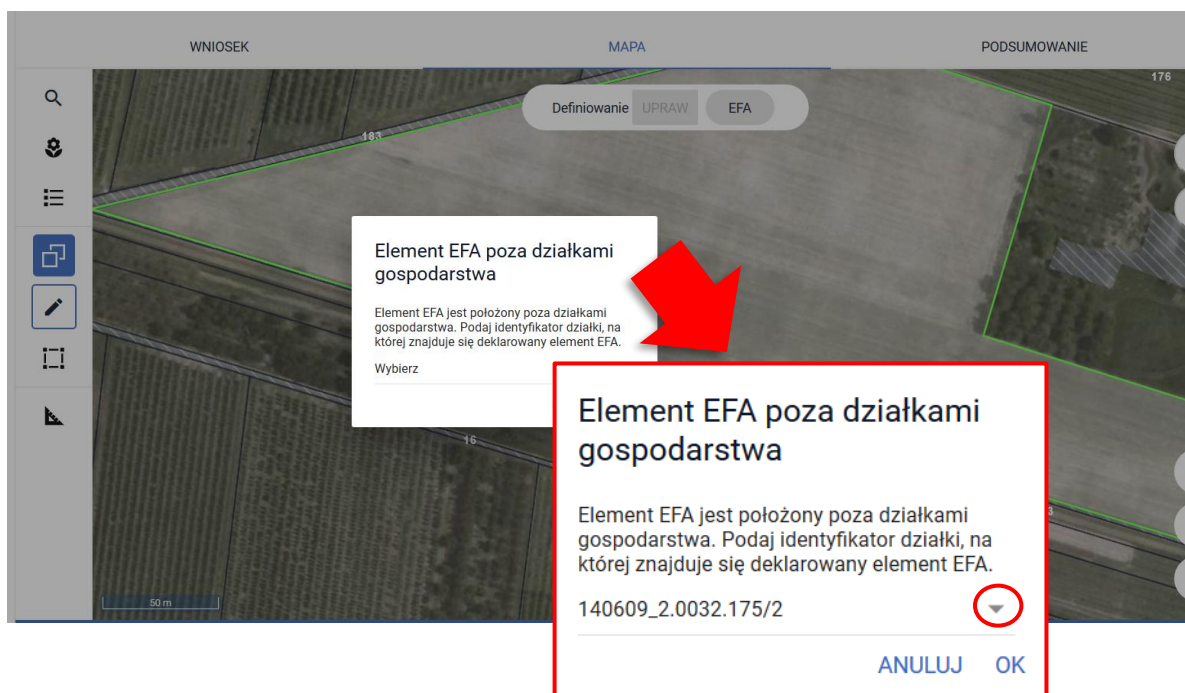 WNIOSEK
MAPA
PODSUMOWANIE
176
Definiowanie UPRAW EFA
183
Element EFA poza działkami
gospodarstwa
Element EFA jest położony poza działkami
gospodarstwa. Podaj identyfikator działki, na
której znajduje się deklarowany element EFA.
Wybierz
16
3
50 m
Element EFA poza działkami
gospodarstwa
Element EFA jest położony poza działkami
gospodarstwa. Podaj identyfikator działki, na
której znajduje się deklarowany element EFA.
140609_2.0032.175/2
ANULUJ OK